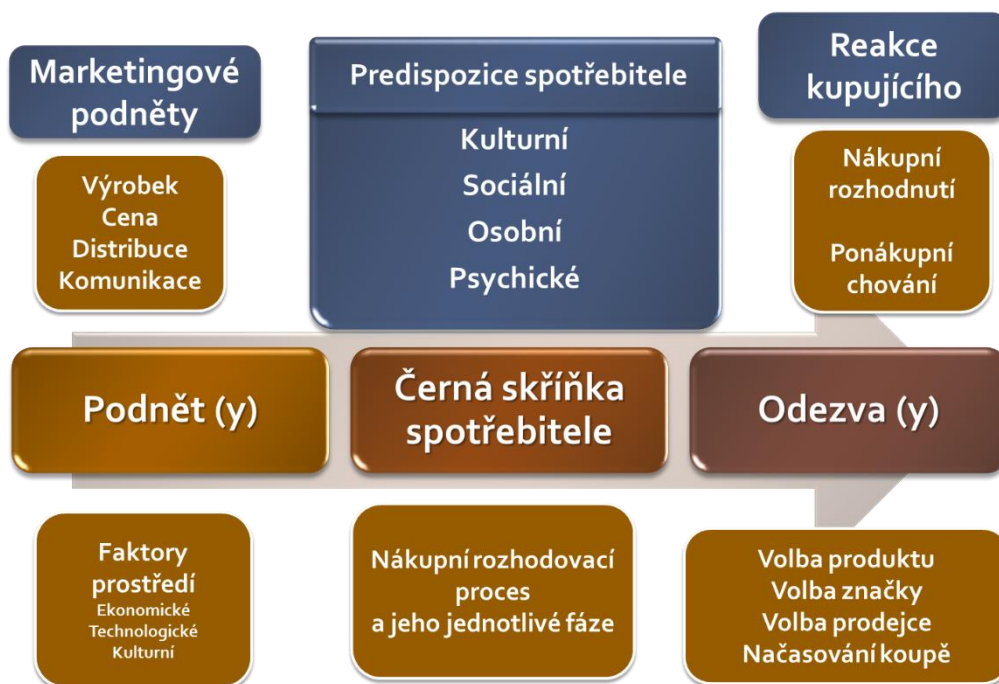 Marketingové
podněty
Výrobek
Cena
Distribuce
Komunikace
Predispozice spotřebitele
Kulturní
Sociální
Osobní
Psychické
Reakce
kupujícího
Nákupní
rozhodnutí
Ponákupní
chování
Podnět (y)
Černá skříňka
spotřebitele
Odezva (y)
Faktory
prostředí
Ekonomické
Technologické
Kulturní
Nákupní rozhodovací
proces
a jeho jednotlivé fáze
Volba produktu
Volba značky
Volba prodejce
Načasování koupě